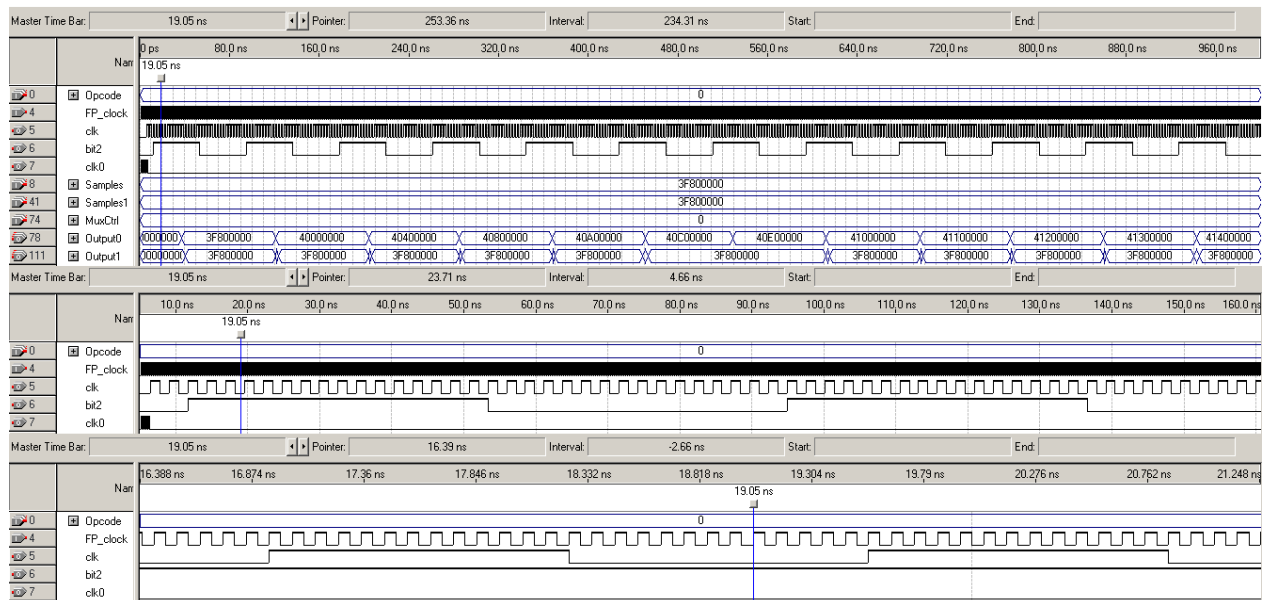 Master Time Bar: 19.05 ns Pointer: 253.36 ns Interval: 234.31 ns Start: End:
0 ps 80.0 ns 160.0 ns 240.0 ns 320.0 ns 400.0 ns 480.0 ns 560.0 ns 640.0 ns 720.0 ns 800.0 ns 880.0 ns 960.0 ns
Nam
19.05 ns
0 Opcode 0
4 FP_clock
5 clk
6 bit2
7 clk0
8 Samples 3F800000
41 Samples1 3F800000
74 MuxCtrl 0
78 Output0 000000 3F800000 40000000 40400000 40800000 40A00000 40C00000 40E00000 41000000 41100000 41200000 41300000 41400000
111 Output1 000000 3F800000 3F800000 3F800000 3F800000 3F800000 3F800000 3F800000 3F800000 3F800000 3F800000 3F800000
Master Time Bar: 19.05 ns Pointer: 23.71 ns Interval: 4.66 ns Start: End:
10.0 ns 20.0 ns 30.0 ns 40.0 ns 50.0 ns 60.0 ns 70.0 ns 80.0 ns 90.0 ns 100.0 ns 110.0 ns 120.0 ns 130.0 ns 140.0 ns 150.0 ns 160.0 ns
Nam
19.05 ns
0 Opcode 0
4 FP_clock
5 clk
6 bit2
7 clk0
Master Time Bar: 19.05 ns Pointer: 16.39 ns Interval: -2.66 ns Start: End:
16.388 ns 16.874 ns 17.36 ns 17.846 ns 18.332 ns 18.818 ns 19.304 ns 19.79 ns 20.276 ns 20.762 ns 21.248 ns
Nam
19.05 ns
0 Opcode 0
4 FP_clock
5 clk
6 bit2
7 clk0